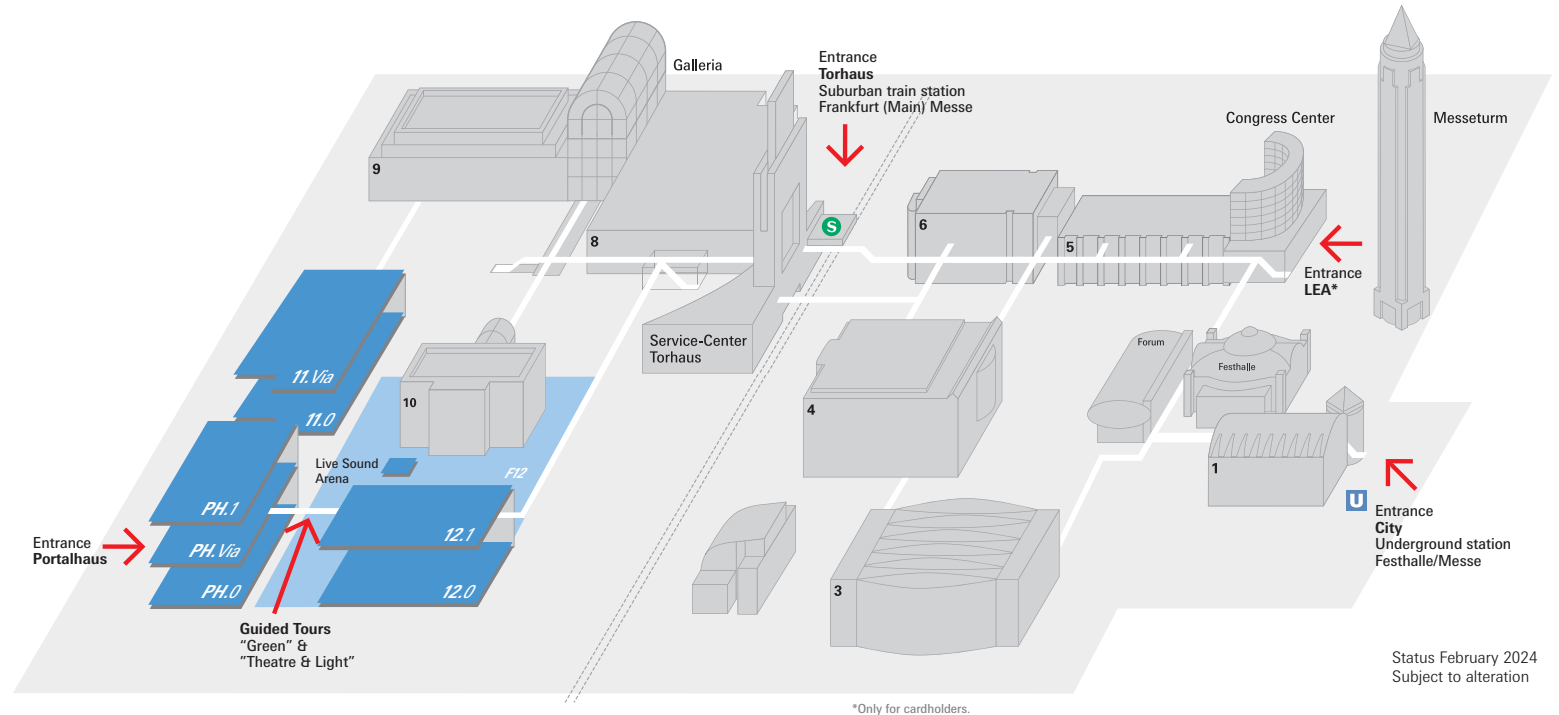 Galleria
Entrance
Torhaus
Suburban train station
Frankfurt (Main) Messe
Congress Center
Messeturm
9
8
S
6
5
Entrance
LEA*
11.Via
11.0
10
Service-Center
Torhaus
4
Forum
Festhalle
1
Live Sound
Arena
F12
PH.1
PH.Via
PH.0
12.1
12.0
Entrance
Portalhaus
U
Entrance
City
Underground station
Festhalle/Messe
3
Guided Tours
“Green” &
”Theatre & Light”
Status February 2024
Subject to alteration
*Only for cardholders.